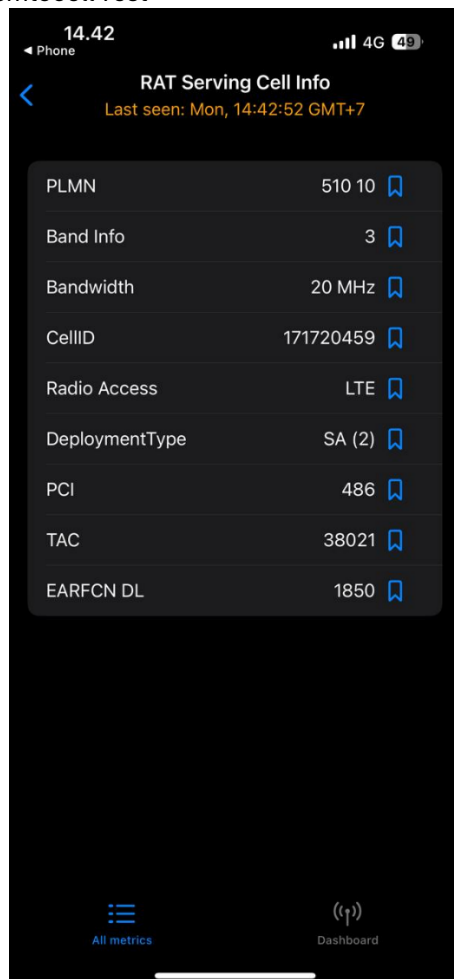 14.42
4G 49
◀ Phone
RAT Serving Cell Info
Last seen: Mon, 14:42:52 GMT+7
PLMN 510 10
Band Info 3
Bandwidth 20 MHz
CellID 171720459
Radio Access LTE
DeploymentType SA (2)
PCI 486
TAC 38021
EARFCN DL 1850
All metrics
Dashboard